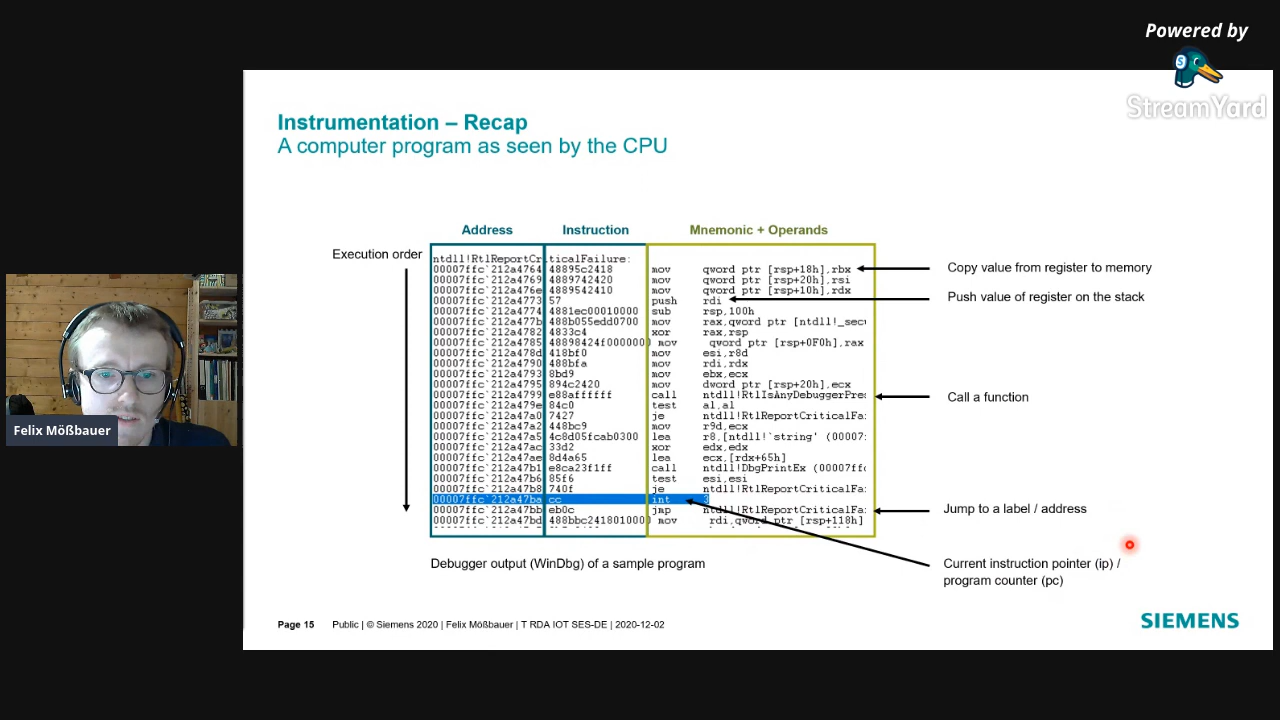 Powered by
StreamYard
Instrumentation – Recap
A computer program as seen by the CPU
Address Instruction Mnemonic + Operands
Execution order
ntdll!RtlReportCriticalFailure:
00007ffc`212a4764 48895c2418 mov qword ptr [rsp+18h],rbx
00007ffc`212a4769 4889742420 mov qword ptr [rsp+20h],rsi
00007ffc`212a476e 4889542410 mov qword ptr [rsp+10h],rdx
00007ffc`212a4773 57 push rdi
00007ffc`212a4774 4881ec00010000 sub rsp,100h
00007ffc`212a477b 488b055edd0700 mov rax,qword ptr [ntdll!_secu
00007ffc`212a4782 4833c4 xor rax,rsp
00007ffc`212a4785 48898424f0000000 mov qword ptr [rsp+0F0h],rax
00007ffc`212a478d 418bf0 mov esi,r8d
00007ffc`212a4790 488bfa mov rdi,rdx
00007ffc`212a4793 8bd9 mov ebx,ecx
00007ffc`212a4795 894c2420 mov dword ptr [rsp+20h],ecx
00007ffc`212a4799 e88affffff call ntdll!RtlIsAnyDebuggerPres
00007ffc`212a479e 84c0 test al,al
00007ffc`212a47a0 7427 je ntdll!RtlReportCriticalFai
00007ffc`212a47a2 448bc9 mov r9d,ecx
00007ffc`212a47a5 4c8d05fcab0300 lea r8,[ntdll!`string' (00007:
00007ffc`212a47ac 33d2 xor edx,edx
00007ffc`212a47ae 8d4a65 lea ecx,[rdx+65h]
00007ffc`212a47b1 e8ca23f1ff call ntdll!DbgPrintEx (00007ffc
00007ffc`212a47b6 85f6 test esi,esi
00007ffc`212a47b8 740f je ntdll!RtlReportCriticalFai
00007ffc`212a47ba cc int 3
00007ffc`212a47bb eb0c jmp ntdll!RtlReportCriticalFai
00007ffc`212a47bd 488bbc2418010000 mov rdi,qword ptr [rsp+118h]
Copy value from register to memory
Push value of register on the stack
Call a function
Jump to a label / address
Current instruction pointer (ip) /
program counter (pc)
Debugger output (WinDbg) of a sample program
Felix Mößbauer
Page 15 Public | © Siemens 2020 | Felix Mößbauer | T RDA IOT SES-DE | 2020-12-02
SIEMENS